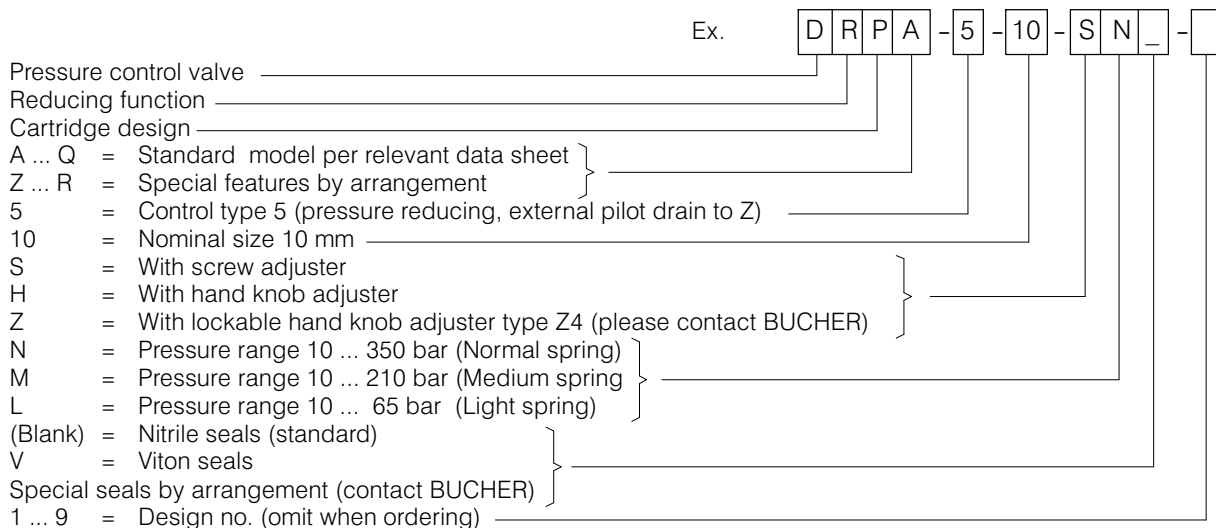 Ex. D R P A - 5 - 10 - S N _ -
Pressure control valve
Reducing function
Cartridge design
A ... Q = Standard model per relevant data sheet
Z ... R = Special features by arrangement
5 = Control type 5 (pressure reducing, external pilot drain to Z)
10 = Nominal size 10 mm
S = With screw adjuster
H = With hand knob adjuster
Z = With lockable hand knob adjuster type Z4 (please contact BUCHER)
N = Pressure range 10 ... 350 bar (Normal spring)
M = Pressure range 10 ... 210 bar (Medium spring
L = Pressure range 10 ... 65 bar (Light spring)
(Blank) = Nitrile seals (standard)
V = Viton seals
Special seals by arrangement (contact BUCHER)
1 ... 9 = Design no. (omit when ordering)